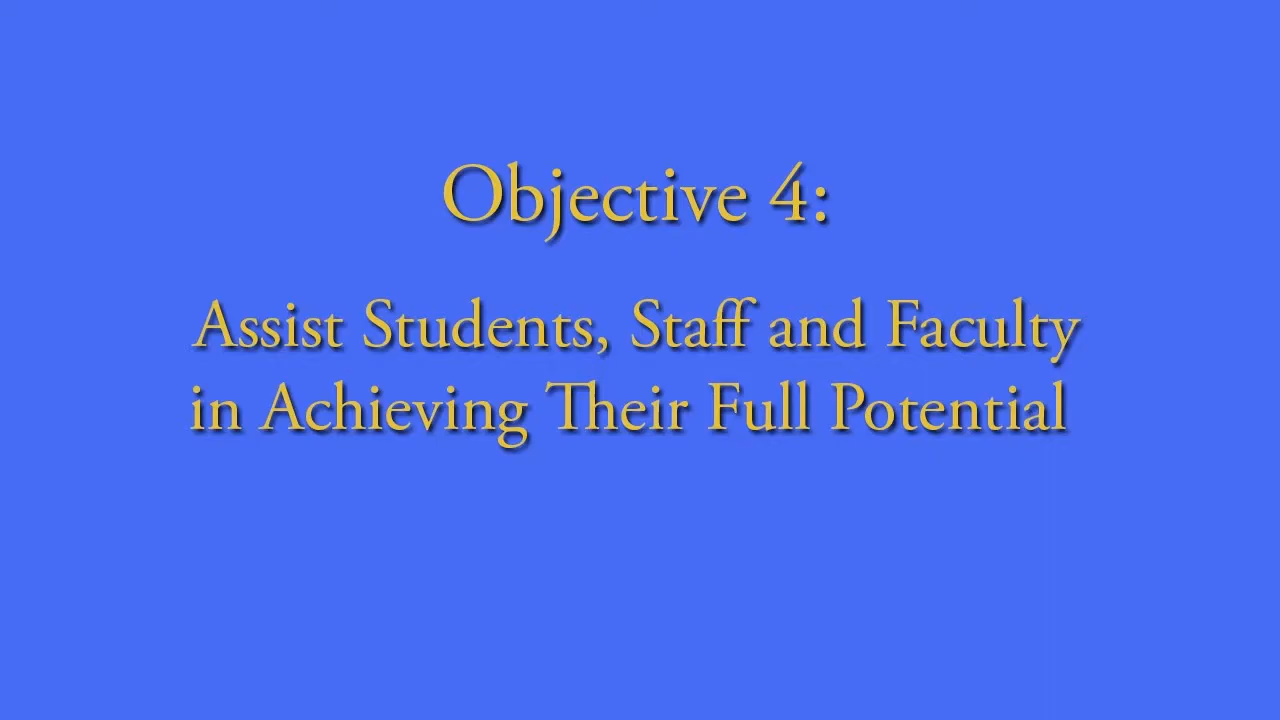 Objective 4:
Assist Students, Staff and Faculty
in Achieving Their Full Potential